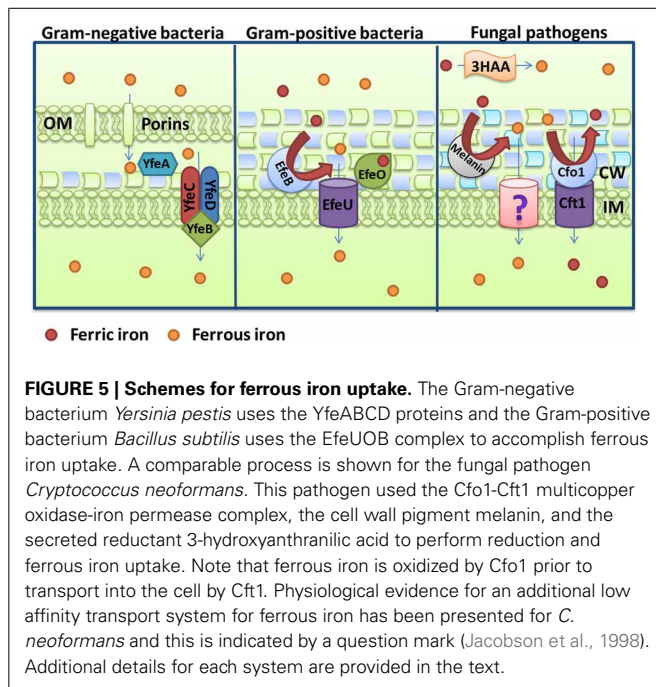 Gram-negative bacteria Gram-positive bacteria Fungal pathogens
3HAA
OM Porins
YfeA
YfeC
YfeD
YfeB
EfeB
EfeO
EfeU
Melanin
Cfo1
CW
?
Cft1
IM
Ferric iron Ferrous iron
FIGURE 5 | Schemes for ferrous iron uptake. The Gram-negative
bacterium Yersinia pestis uses the YfeABCD proteins and the Gram-positive
bacterium Bacillus subtilis uses the EfeUOB complex to accomplish ferrous
iron uptake. A comparable process is shown for the fungal pathogen
Cryptococcus neoformans. This pathogen used the Cfo1-Cft1 multicopper
oxidase-iron permease complex, the cell wall pigment melanin, and the
secreted reductant 3-hydroxyanthranilic acid to perform reduction and
ferrous iron uptake. Note that ferrous iron is oxidized by Cfo1 prior to
transport into the cell by Cft1. Physiological evidence for an additional low
affinity transport system for ferrous iron has been presented for C.
neoformans and this is indicated by a question mark (Jacobson et al., 1998).
Additional details for each system are provided in the text.